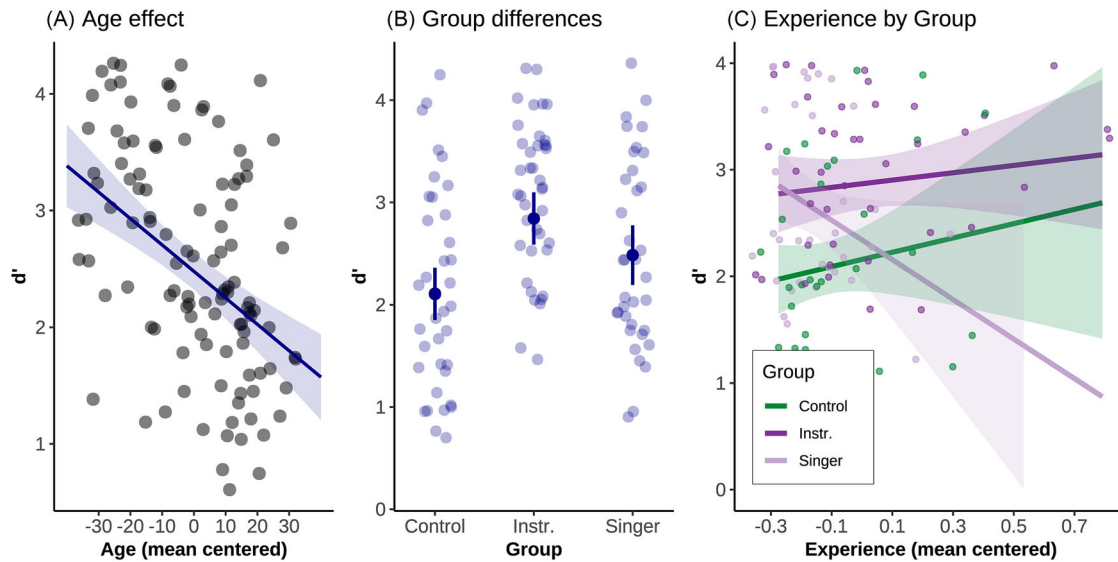 (A) Age effect
d'
4
3
2
1
-30 -20 -10 0 10 20 30
Age (mean centered)
(B) Group differences
d'
4
3
2
1
0
Control Instr. Singer
Group
(C) Experience by Group
d'
4
3
2
1
0
Group
Control
Instr.
Singer
-0.3 -0.1 0.1 0.3 0.5 0.7
Experience (mean centered)